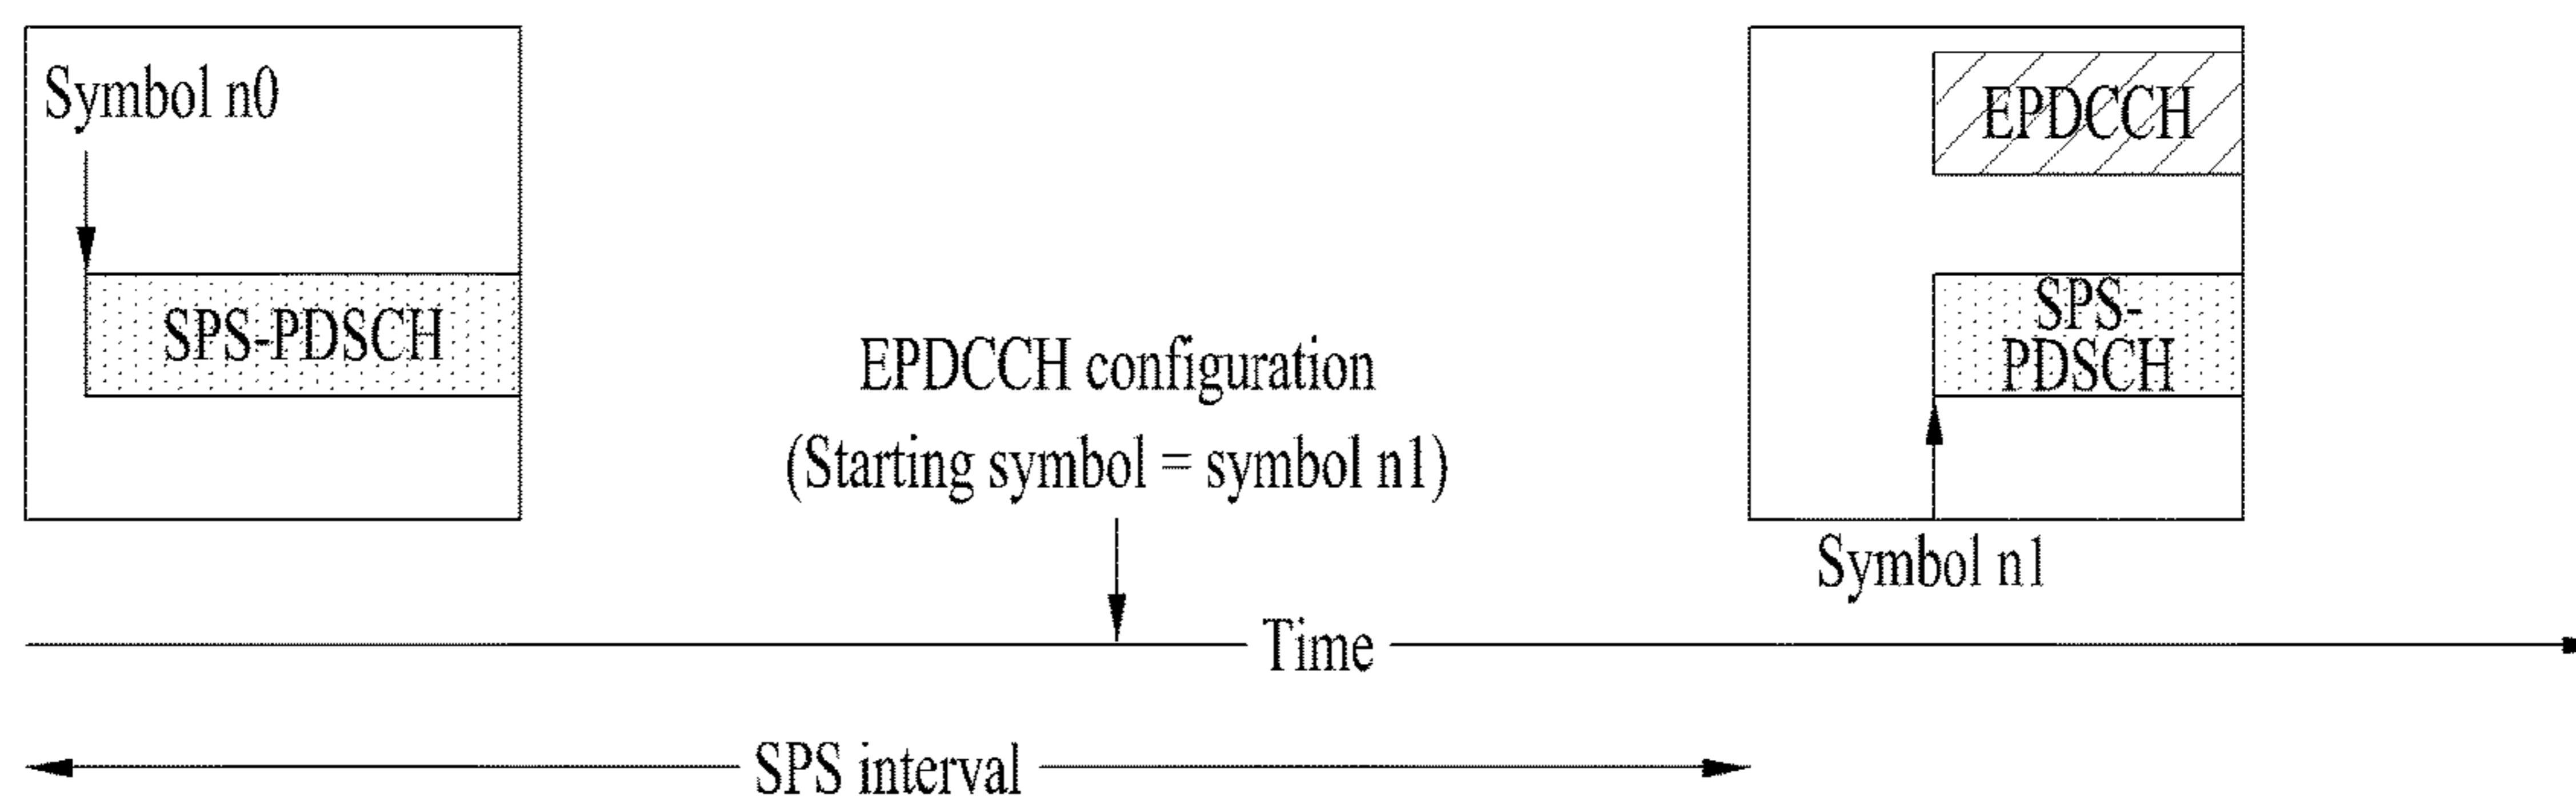 Symbol n0
SPS-PDSCH
EPDCCH configuration
(Starting symbol = symbol n1)
EPDCCH
SPS-
PDSCH
Symbol n1
Time
SPS interval